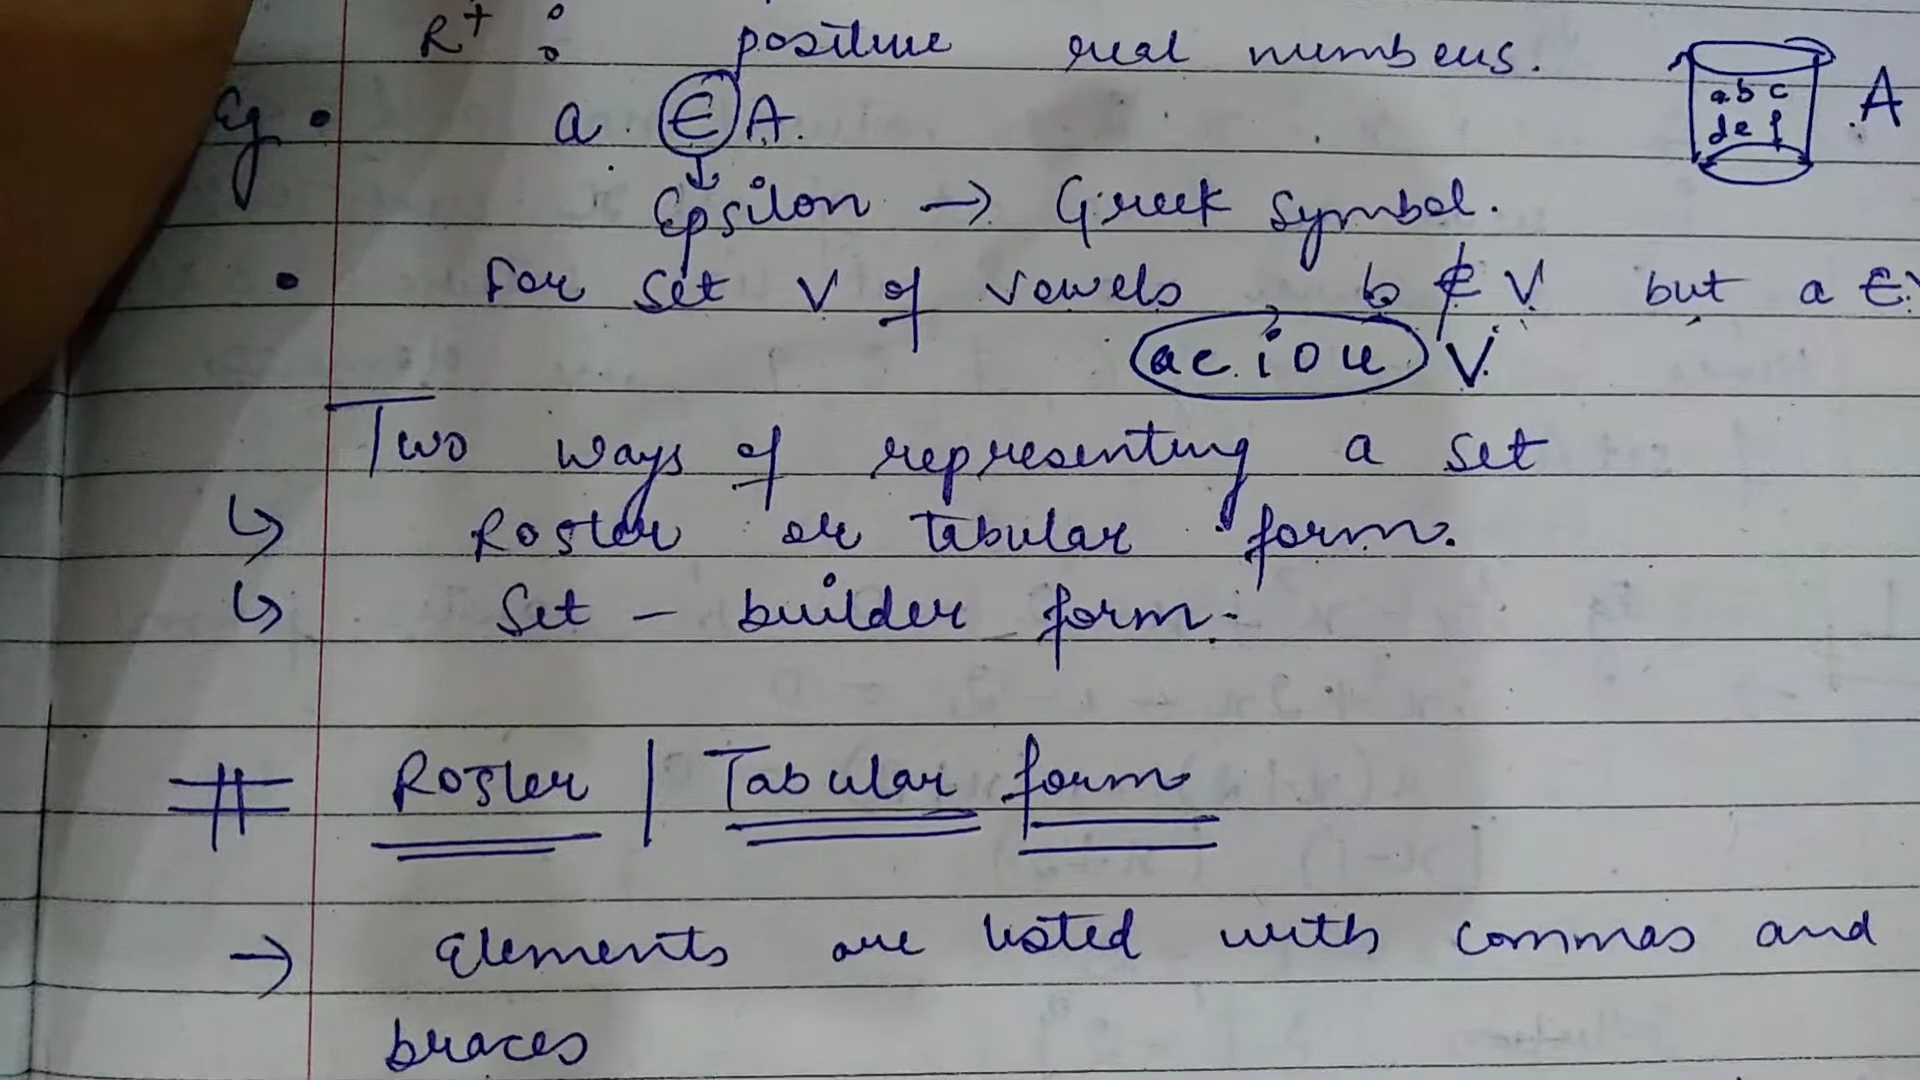 R+ : positive real numbers.
Eg • a ∈ A.
a b c
d e f
A
Epsilon → Greek Symbol.
• For Set V of vowels, b ∉ V but a ∈ V
a e i o u V
Two ways of representing a set
↳ Roster or tabular form.
↳ Set - builder form.
# Roster | Tabular form
→ Elements are listed with commas and
braces